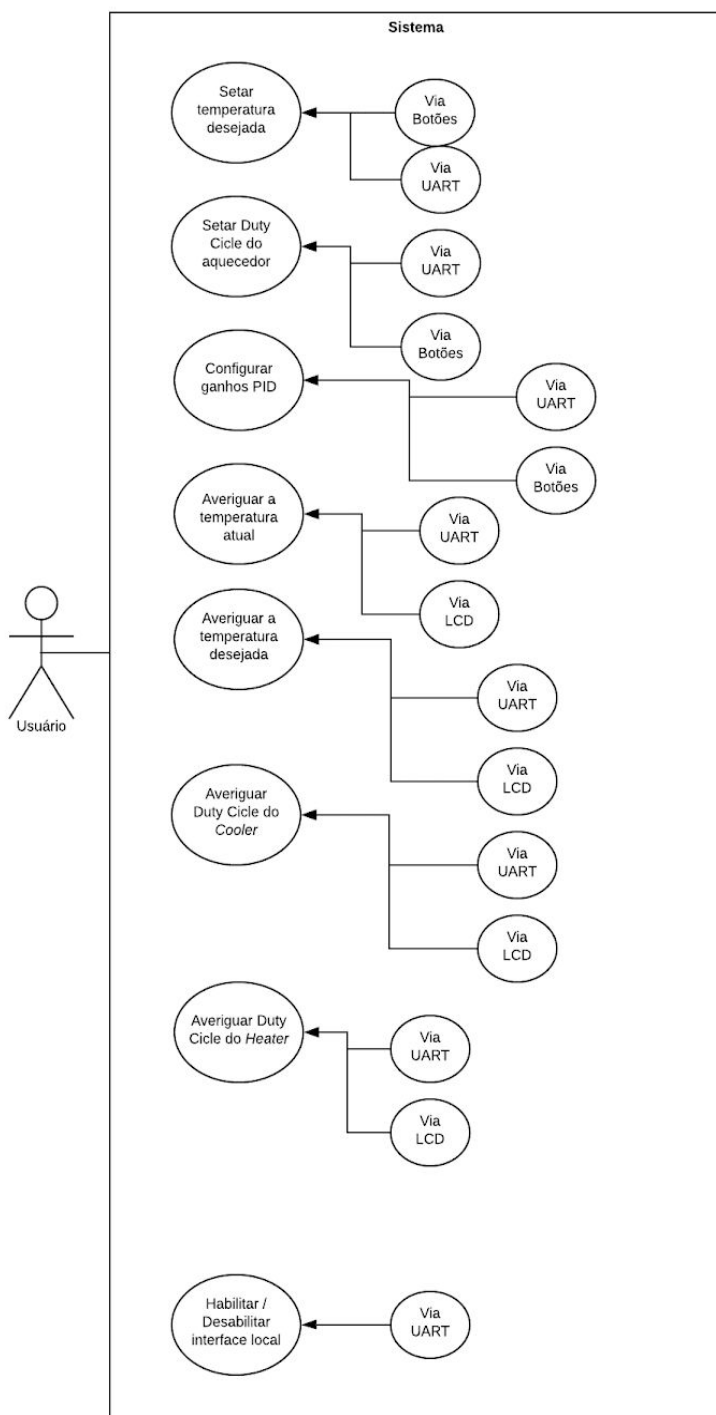 Sistema
Setar
temperatura
desejada
Via
Botões
Via
UART
Setar Duty
Cicle do
aquecedor
Via
UART
Via
Botões
Configurar
ganhos PID
Via
UART
Via
Botões
Averiguar a
temperatura
atual
Via
UART
Via
LCD
Averiguar a
temperatura
desejada
Via
UART
Via
LCD
Usuário
Averiguar
Duty Cicle do
Cooler
Via
UART
Via
LCD
Averiguar Duty
Cicle do Heater
Via
UART
Via
LCD
Habilitar /
Desabilitar
interface local
Via
UART